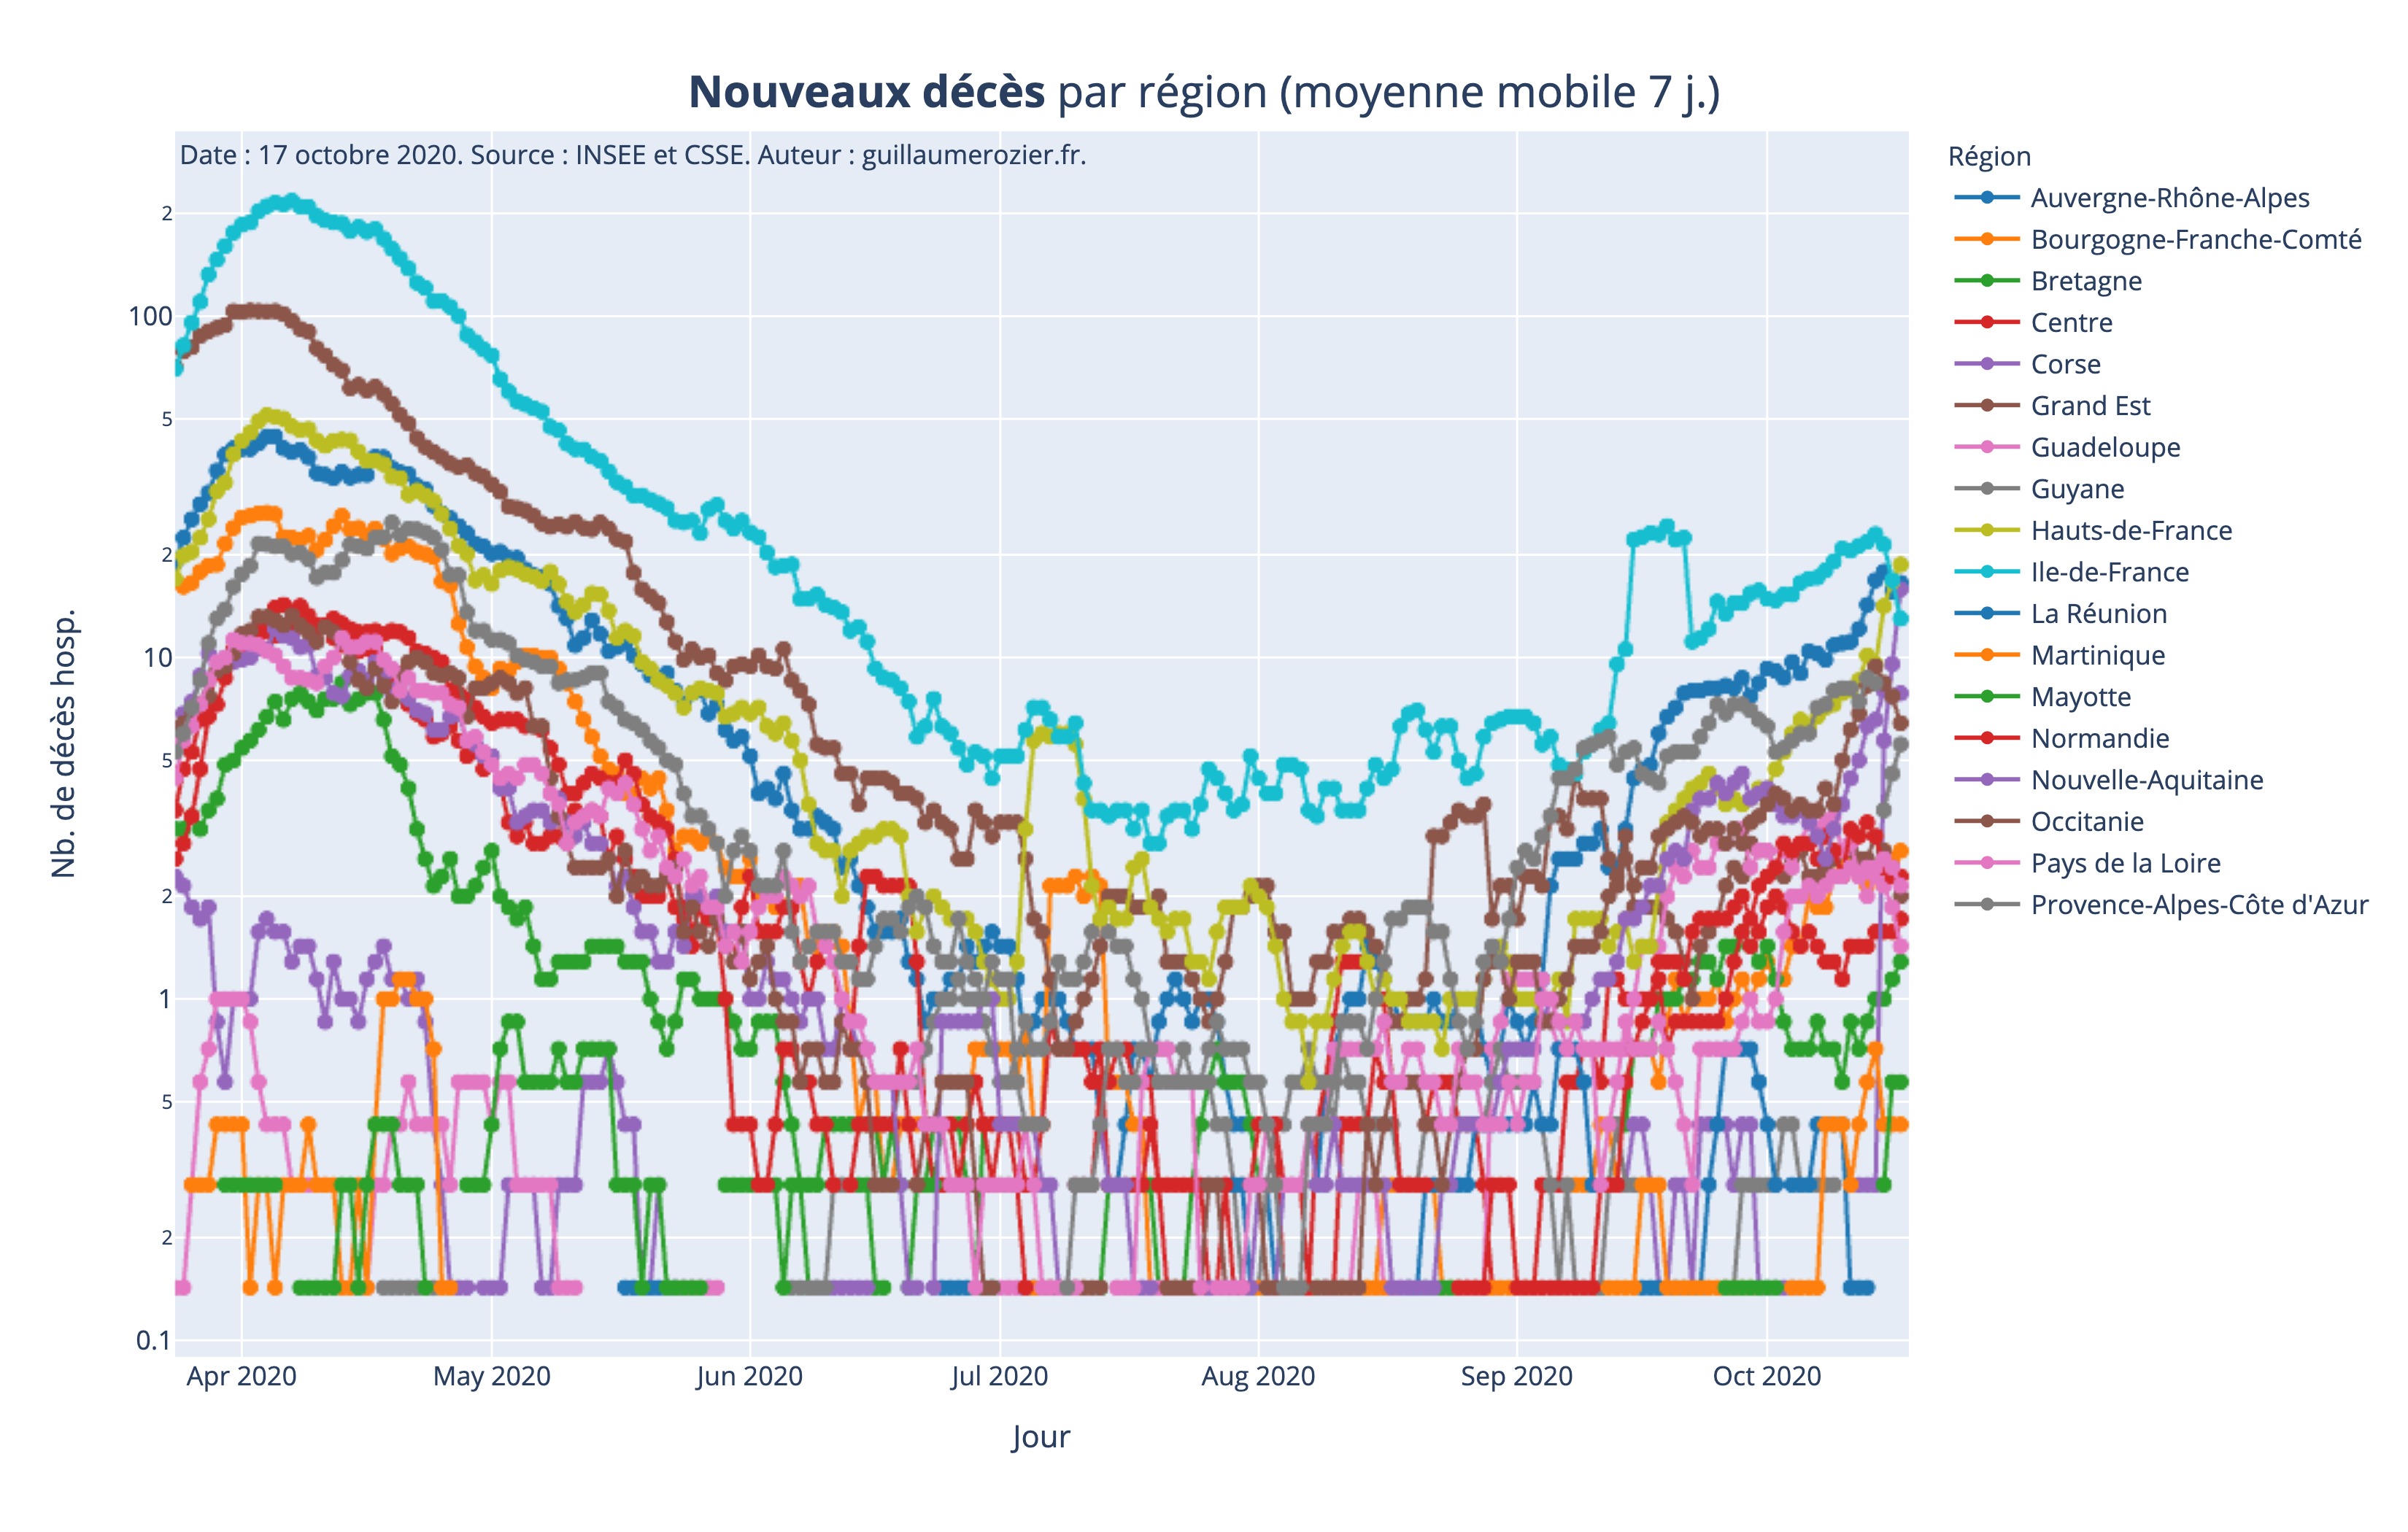 Nouveaux décès par région (moyenne mobile 7 j.)
Date : 17 octobre 2020. Source : INSEE et CSSE. Auteur : guillaumerozier.fr.
Nb. de décès hosp.
2
100
5
2
10
5
2
1
5
2
0.1
Apr 2020
May 2020
Jun 2020
Jul 2020
Aug 2020
Sep 2020
Oct 2020
Jour
Région
Auvergne-Rhône-Alpes
Bourgogne-Franche-Comté
Bretagne
Centre
Corse
Grand Est
Guadeloupe
Guyane
Hauts-de-France
Ile-de-France
La Réunion
Martinique
Mayotte
Normandie
Nouvelle-Aquitaine
Occitanie
Pays de la Loire
Provence-Alpes-Côte d'Azur